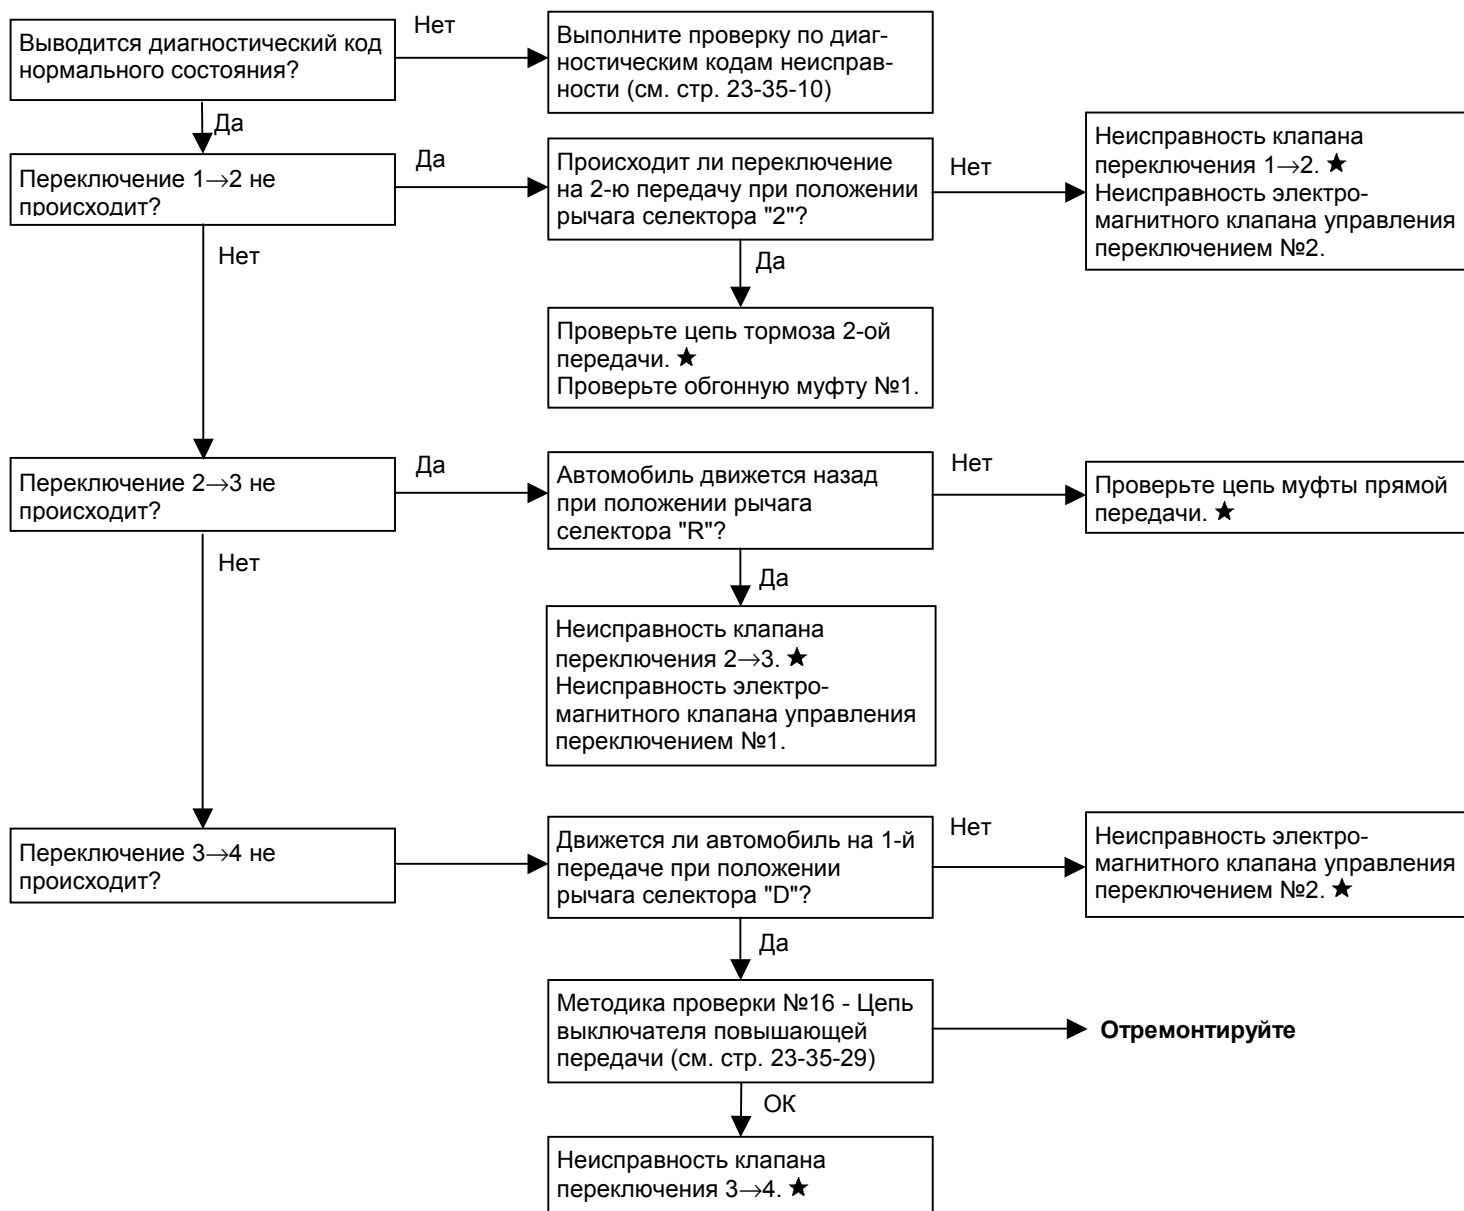 Выводится диагностический код
нормального состояния?
Нет
Выполните проверку по диаг-
ностическим кодам неисправ-
ности (см. стр. 23-35-10)
Да
Переключение 1→2 не
происходит?
Да
Происходит ли переключение
на 2-ю передачу при положении
рычага селектора "2"?
Нет
Неисправность клапана
переключения 1→2. ★
Неисправность электро-
магнитного клапана управления
переключением №2.
Нет
Да
Проверьте цепь тормоза 2-ой
передачи. ★
Проверьте обгонную муфту №1.
Переключение 2→3 не
происходит?
Да
Автомобиль движется назад
при положении рычага
селектора "R"?
Нет
Проверьте цепь муфты прямой
передачи. ★
Нет
Да
Неисправность клапана
переключения 2→3. ★
Неисправность электро-
магнитного клапана управления
переключением №1.
Переключение 3→4 не
происходит?
Движется ли автомобиль на 1-й
передаче при положении
рычага селектора "D"?
Нет
Неисправность электро-
магнитного клапана управления
переключением №2. ★
Да
Методика проверки №16 - Цепь
выключателя повышающей
передачи (см. стр. 23-35-29)
Отремонтируйте
ОК
Неисправность клапана
переключения 3→4. ★